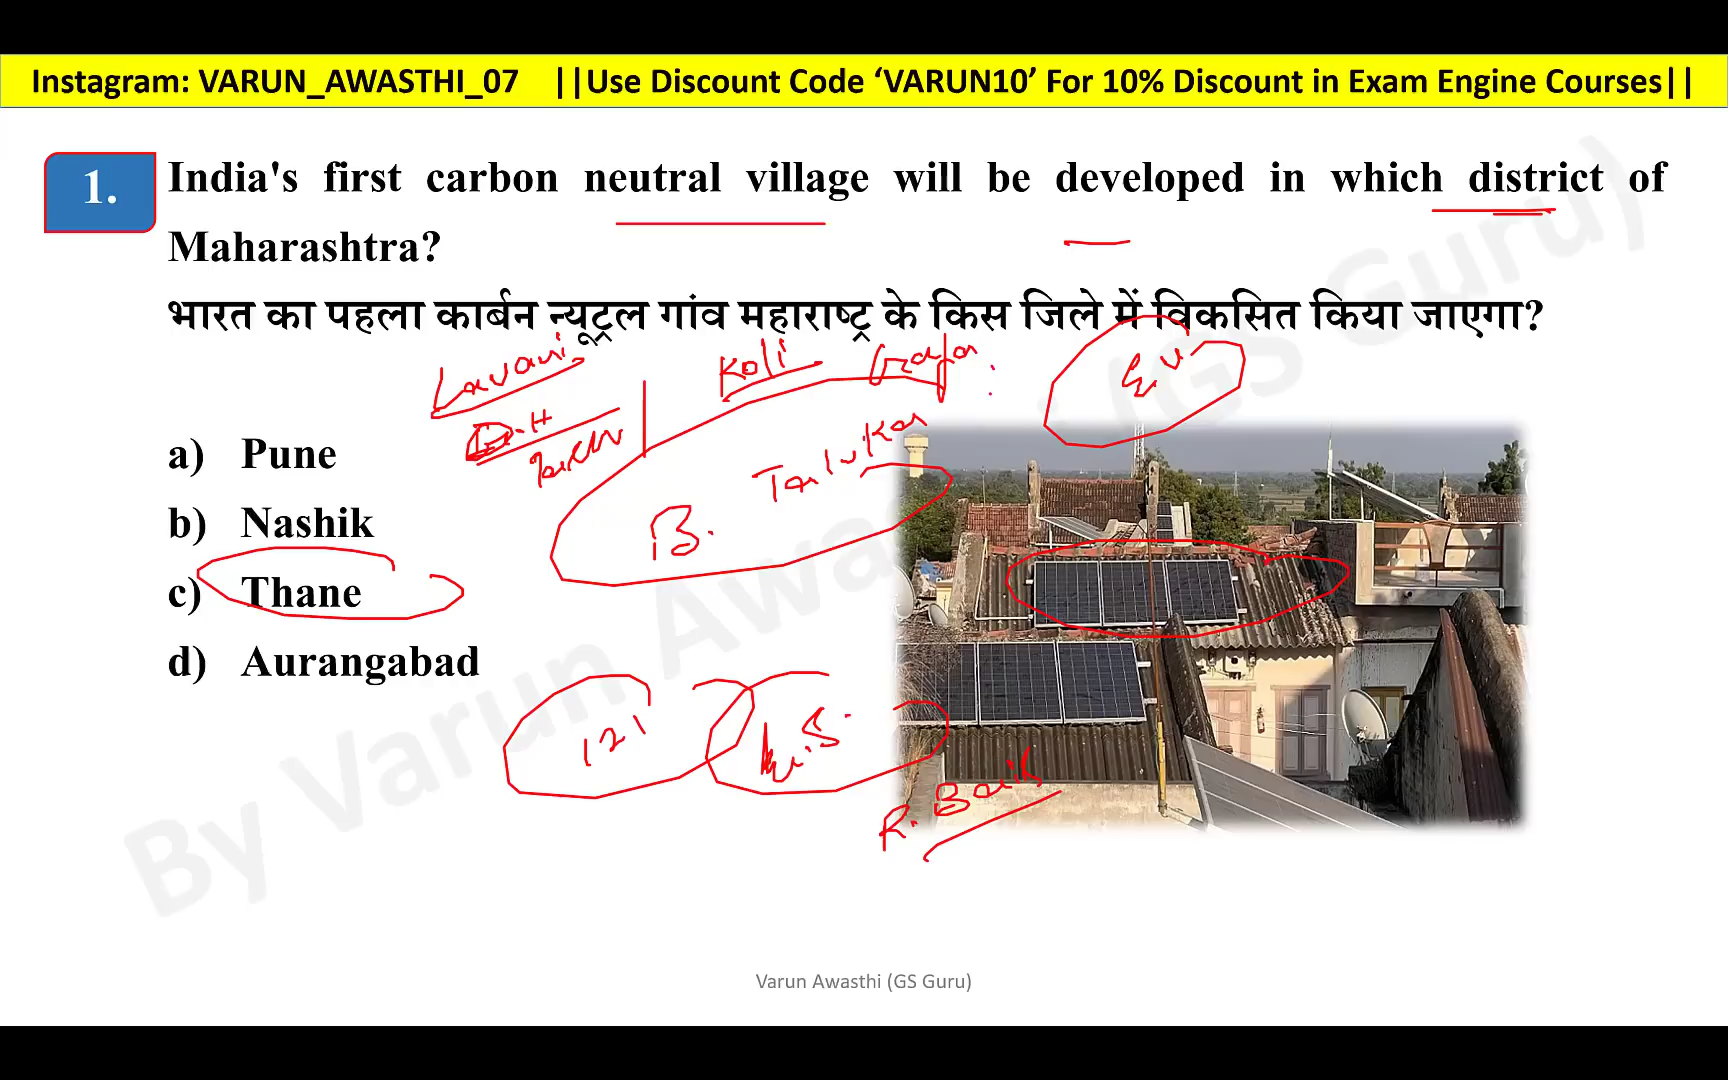 Instagram: VARUN_AWASTHI_07 ||Use Discount Code ‘VARUN10’ For 10% Discount in Exam Engine Courses||
1. India's first carbon neutral village will be developed in which district of
Maharashtra?
भारत का पहला कार्बन न्यूट्रल गांव महाराष्ट्र के किस जिले में विकसित किया जाएगा?
Lavani
Koli
a) Pune
B. Talukar
b) Nashik
c) Thane
d) Aurangabad
121
R. Bais
By Varun Awasthi (GS Guru)
Varun Awasthi (GS Guru)